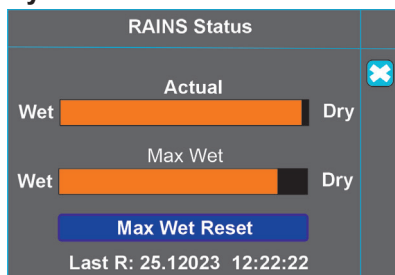 RAINS Status
Actual
Wet Dry
Max Wet
Wet Dry
Max Wet Reset
Last R: 25.12023 12:22:22